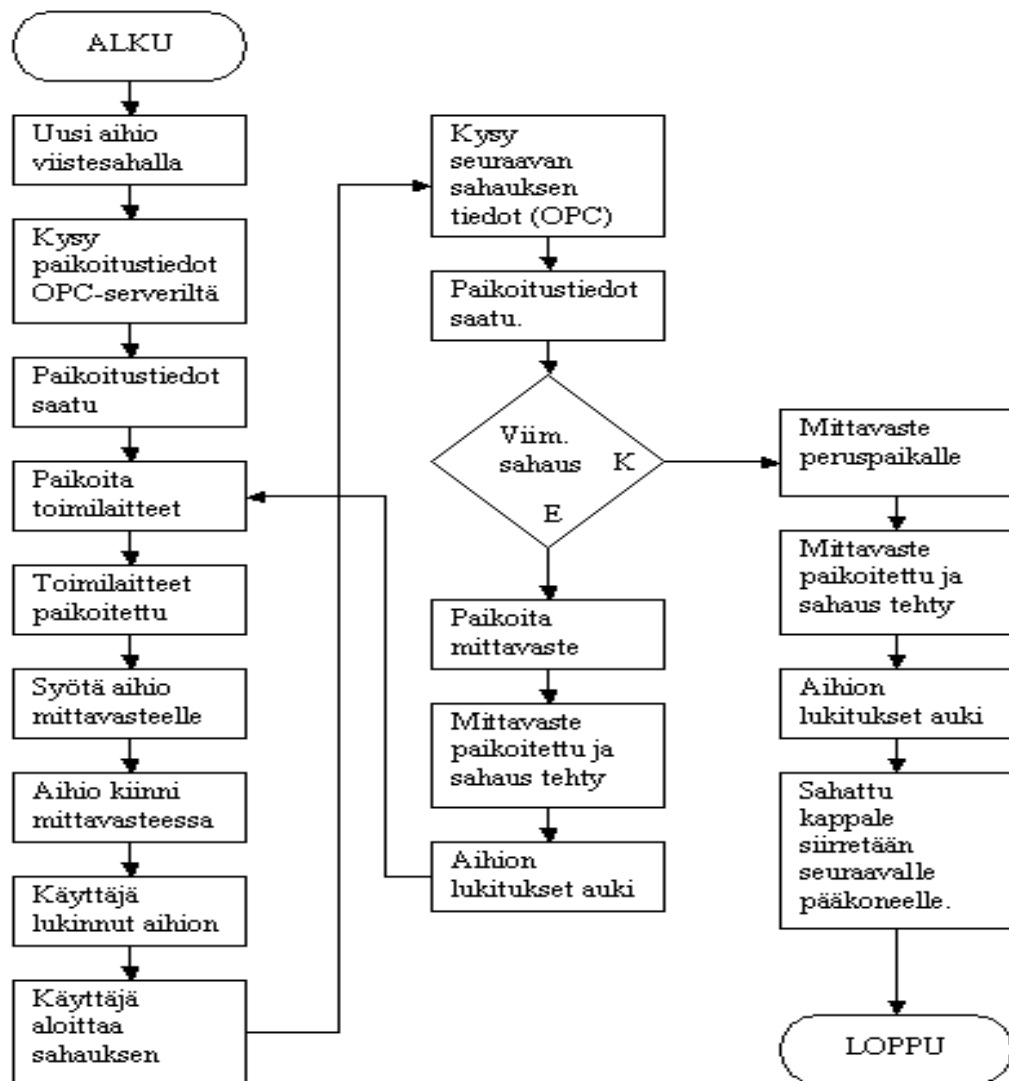 ALKU
Uusi aihio
viistesahalla
Kysy
paikoitustiedot
OPC-serveriltä
Paikoitustiedot
saatu
Paikoita
toimilaitteet
Toimilaitteet
paikoitettu
Syötä aihio
mittavasteelle
Aihio kiinni
mittavasteessa
Käyttäjä
lukinnut aihion
Käyttäjä
aloittaa
sahauksen
Kysy
seuraavan
sahauksen
tiedot (OPC)
Paikoitustiedot
saatu.
Viim.
sahaus K
E
Paikoita
mittavaste
Mittavaste
paikoitettu ja
sahaus tehty
Aihion
lukitukset auki
Mittavaste
peruspaikalle
Mittavaste
paikoitettu ja
sahaus tehty
Aihion
lukitukset auki
Sahattu
kappale
siirretään
seuraavalle
pääkoneelle.
LOPPU